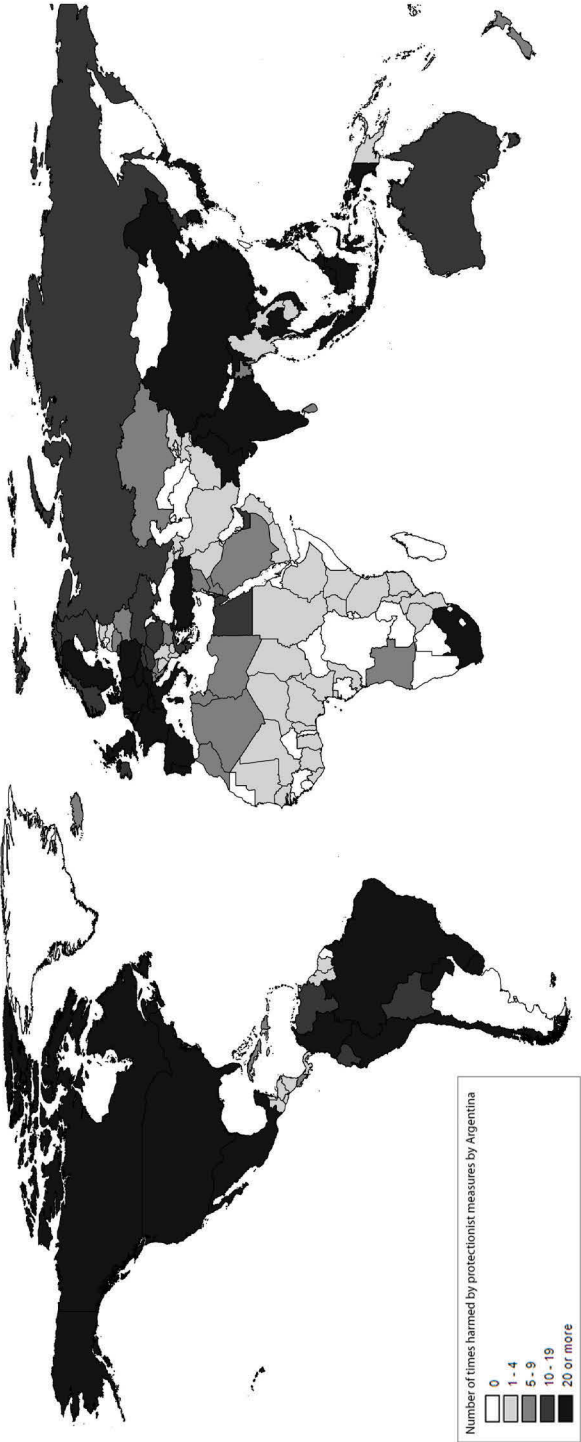 Number of times harmed by protectionist measures by Argentina
0
1 - 4
5 - 9
10 - 19
20 or more